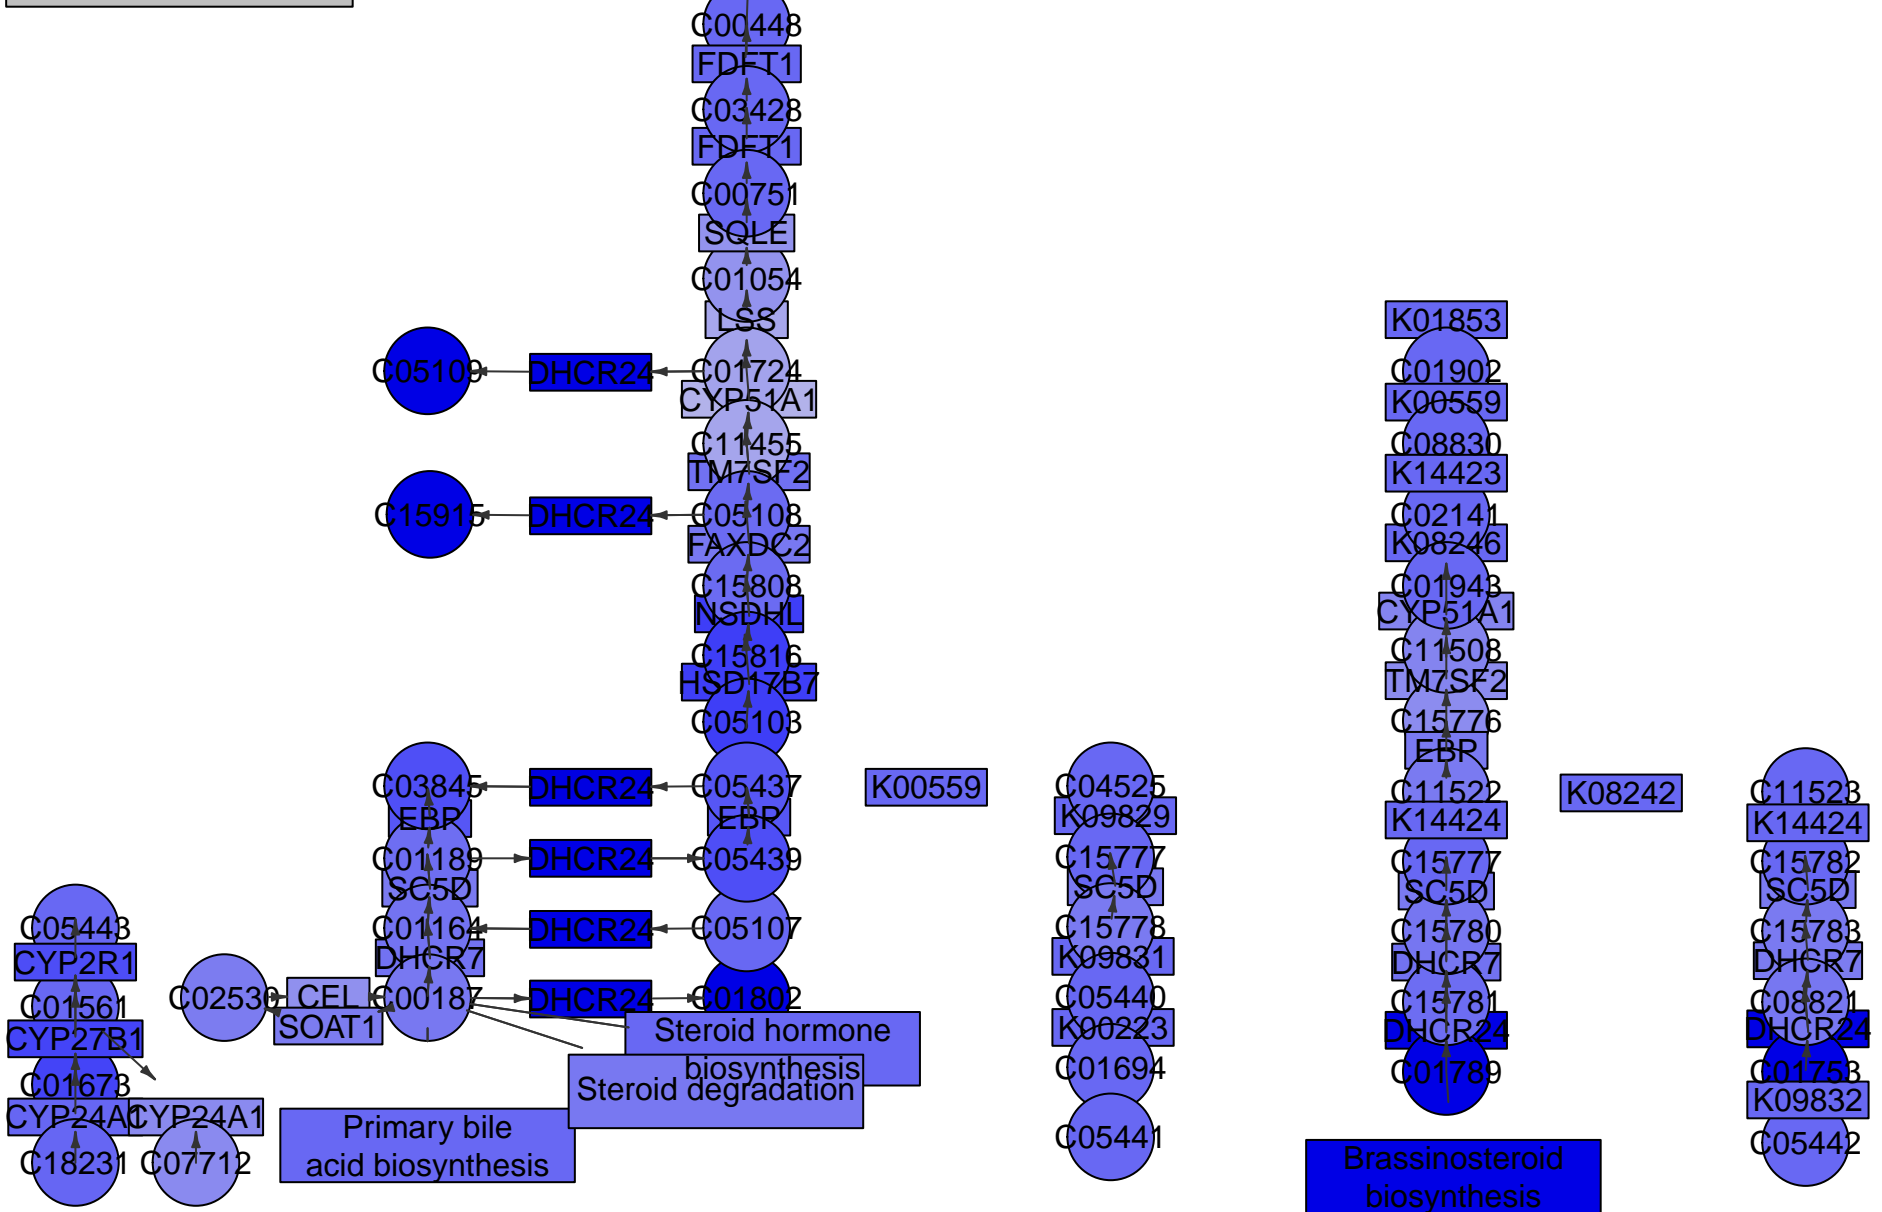 C00448
FDFT1
C03428
FDFT1
C00751
SQLE
C01054
LSS
C05109
DHCR24
C01724
CYP51A1
C11455
TM7SF2
C15915
DHCR24
C05108
FAXDC2
C15808
NSDHL
C15816
HSD17B7
C05103
C03845
DHCR24
C05437
EBP
EBP
C01189
DHCR24
C05439
SC5D
C01164
DHCR24
C05107
DHCR7
C02530
CEL
SOAT1
C00187
DHCR24
C01802
C05443
CYP2R1
C01561
CYP27B1
C01673
CYP24A1
CYP24A1
C18231
C07712
Steroid hormone
biosynthesis
Steroid degradation
Primary bile
acid biosynthesis
K00559
C04525
K09829
C15777
SC5D
C15778
K09831
C05440
K00223
C01694
C05441
K01853
C01902
K00559
C08830
K14423
C02141
K08246
C01943
CYP51A1
C11508
TM7SF2
C15776
EBP
C11522
K14424
C15777
SC5D
C15780
DHCR7
C15781
DHCR24
C01789
Brassinosteroid
biosynthesis
K08242
C11523
K14424
C15782
SC5D
C15783
DHCR7
C08821
DHCR24
C01753
K09832
C05442